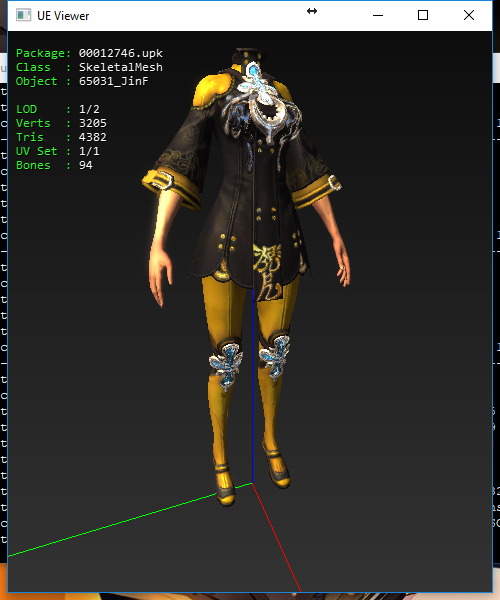 UE Viewer
Package: 00012746.upk
Class : SkeletalMesh
Object : 65031_JinF
LOD : 1/2
Verts : 3205
Tris : 4382
UV Set : 1/1
Bones : 94